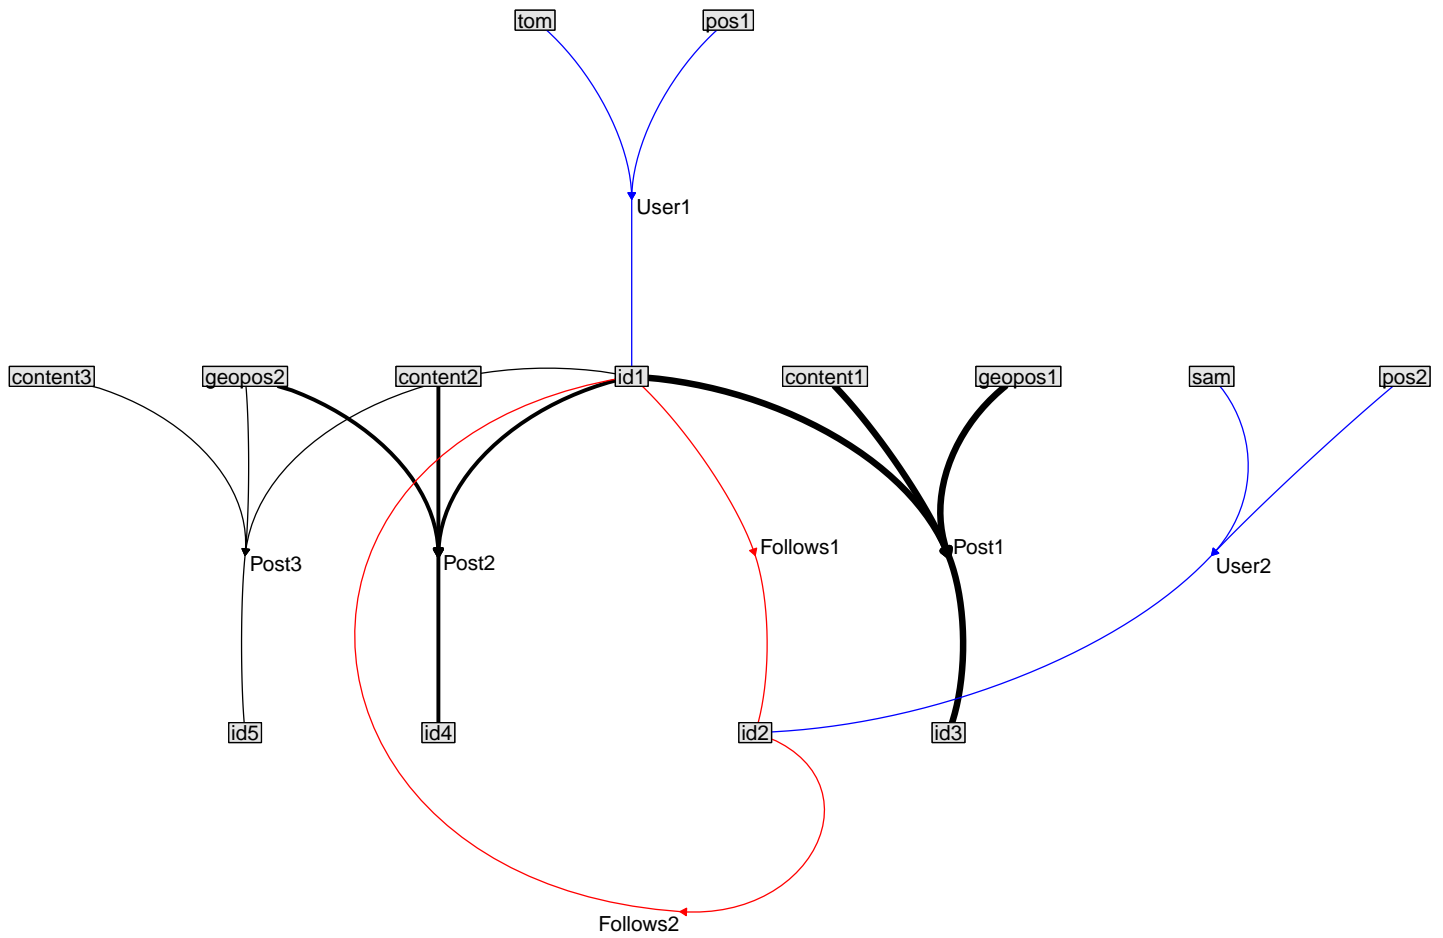 tom
pos1
User1
content3
geopos2
content2
id1
content1
geopos1
sam
pos2
Follows1
Post1
Post3
Post2
User2
id5
id4
id2
id3
Follows2